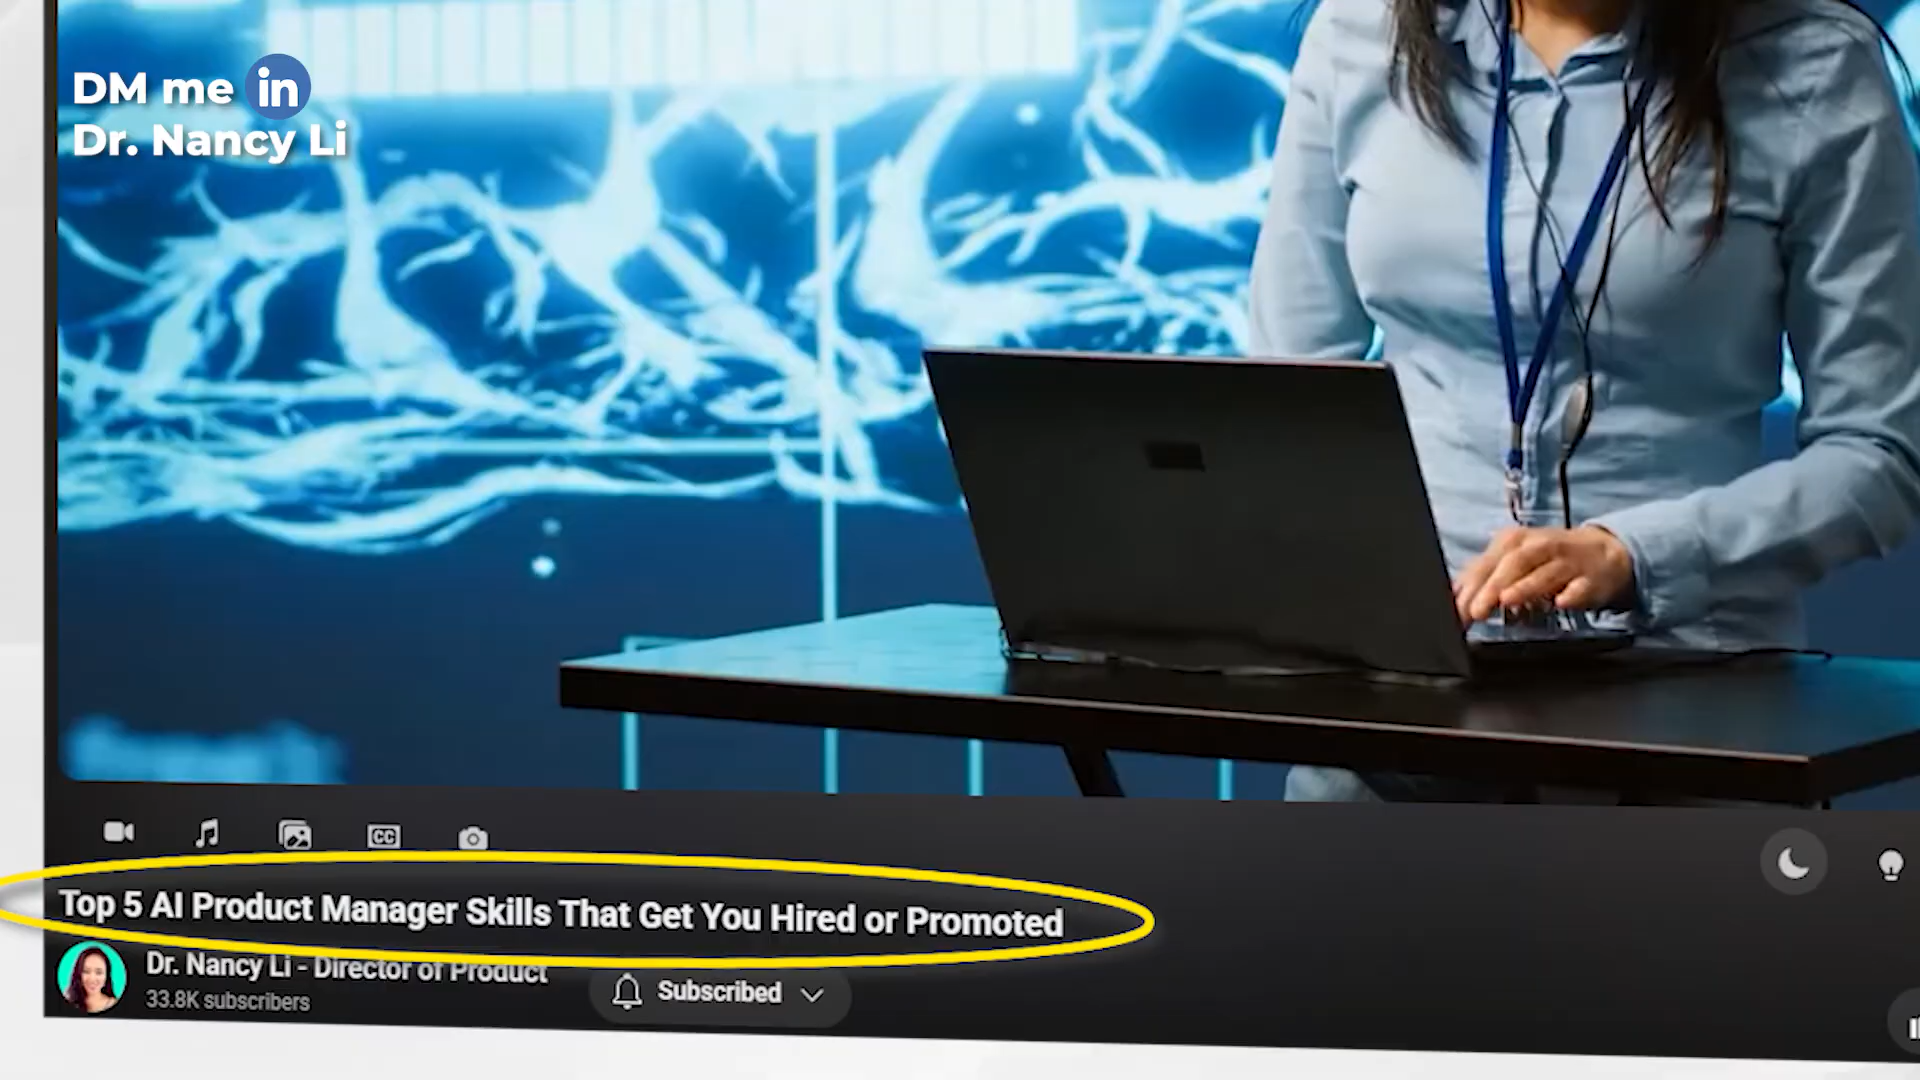 DM me in
Dr. Nancy Li
CC
Top 5 AI Product Manager Skills That Get You Hired or Promoted
Dr. Nancy Li - Director of Product
33.8K subscribers
Subscribed